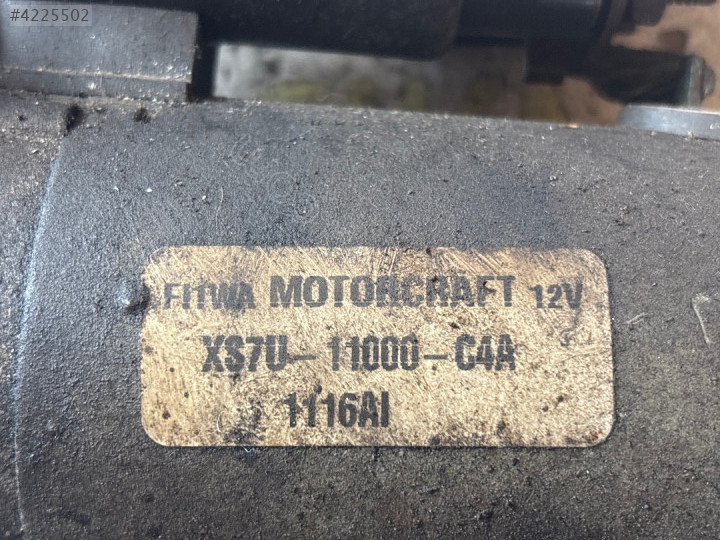 #4225502
FITWA MOTORCRAFT 12V
XS7U-11000-C4A
1116AI